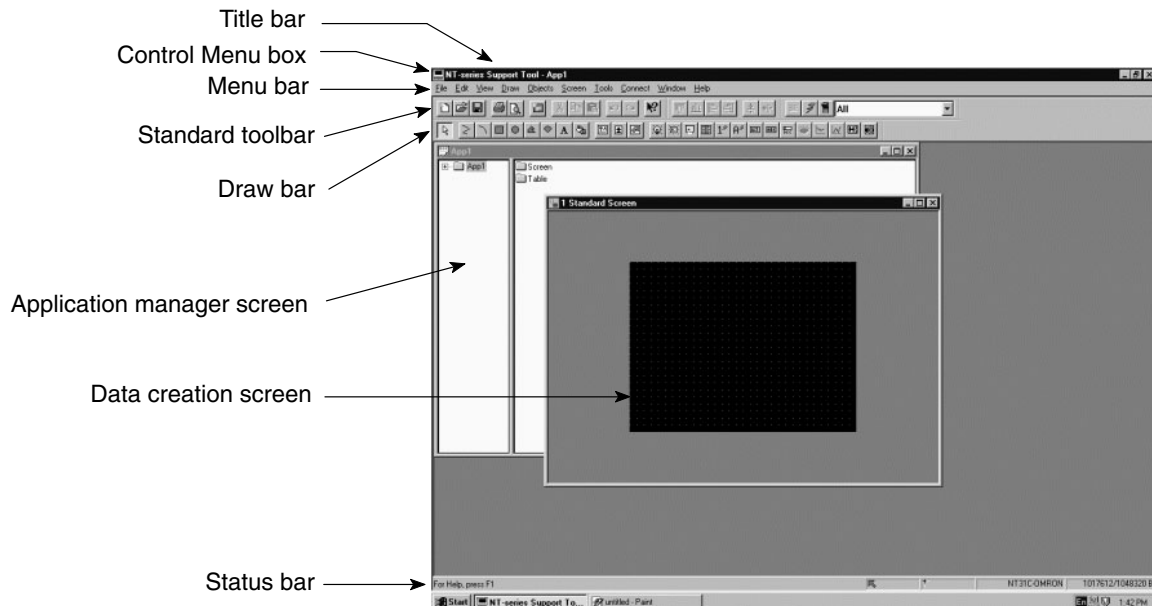 Title bar
Control Menu box
NT-series Support Tool - App1
Menu bar
File Edit View Draw Objects Screen Tools Connect Window Help
All
Standard toolbar
A
Draw bar
App1
App1
Screen
Table
1 Standard Screen
Application manager screen
Data creation screen
Status bar
For Help, press F1
NT31C-OMRON 1017612/1048320 B
Start NT-series Support To... untitled - Paint
En 1:42 PM